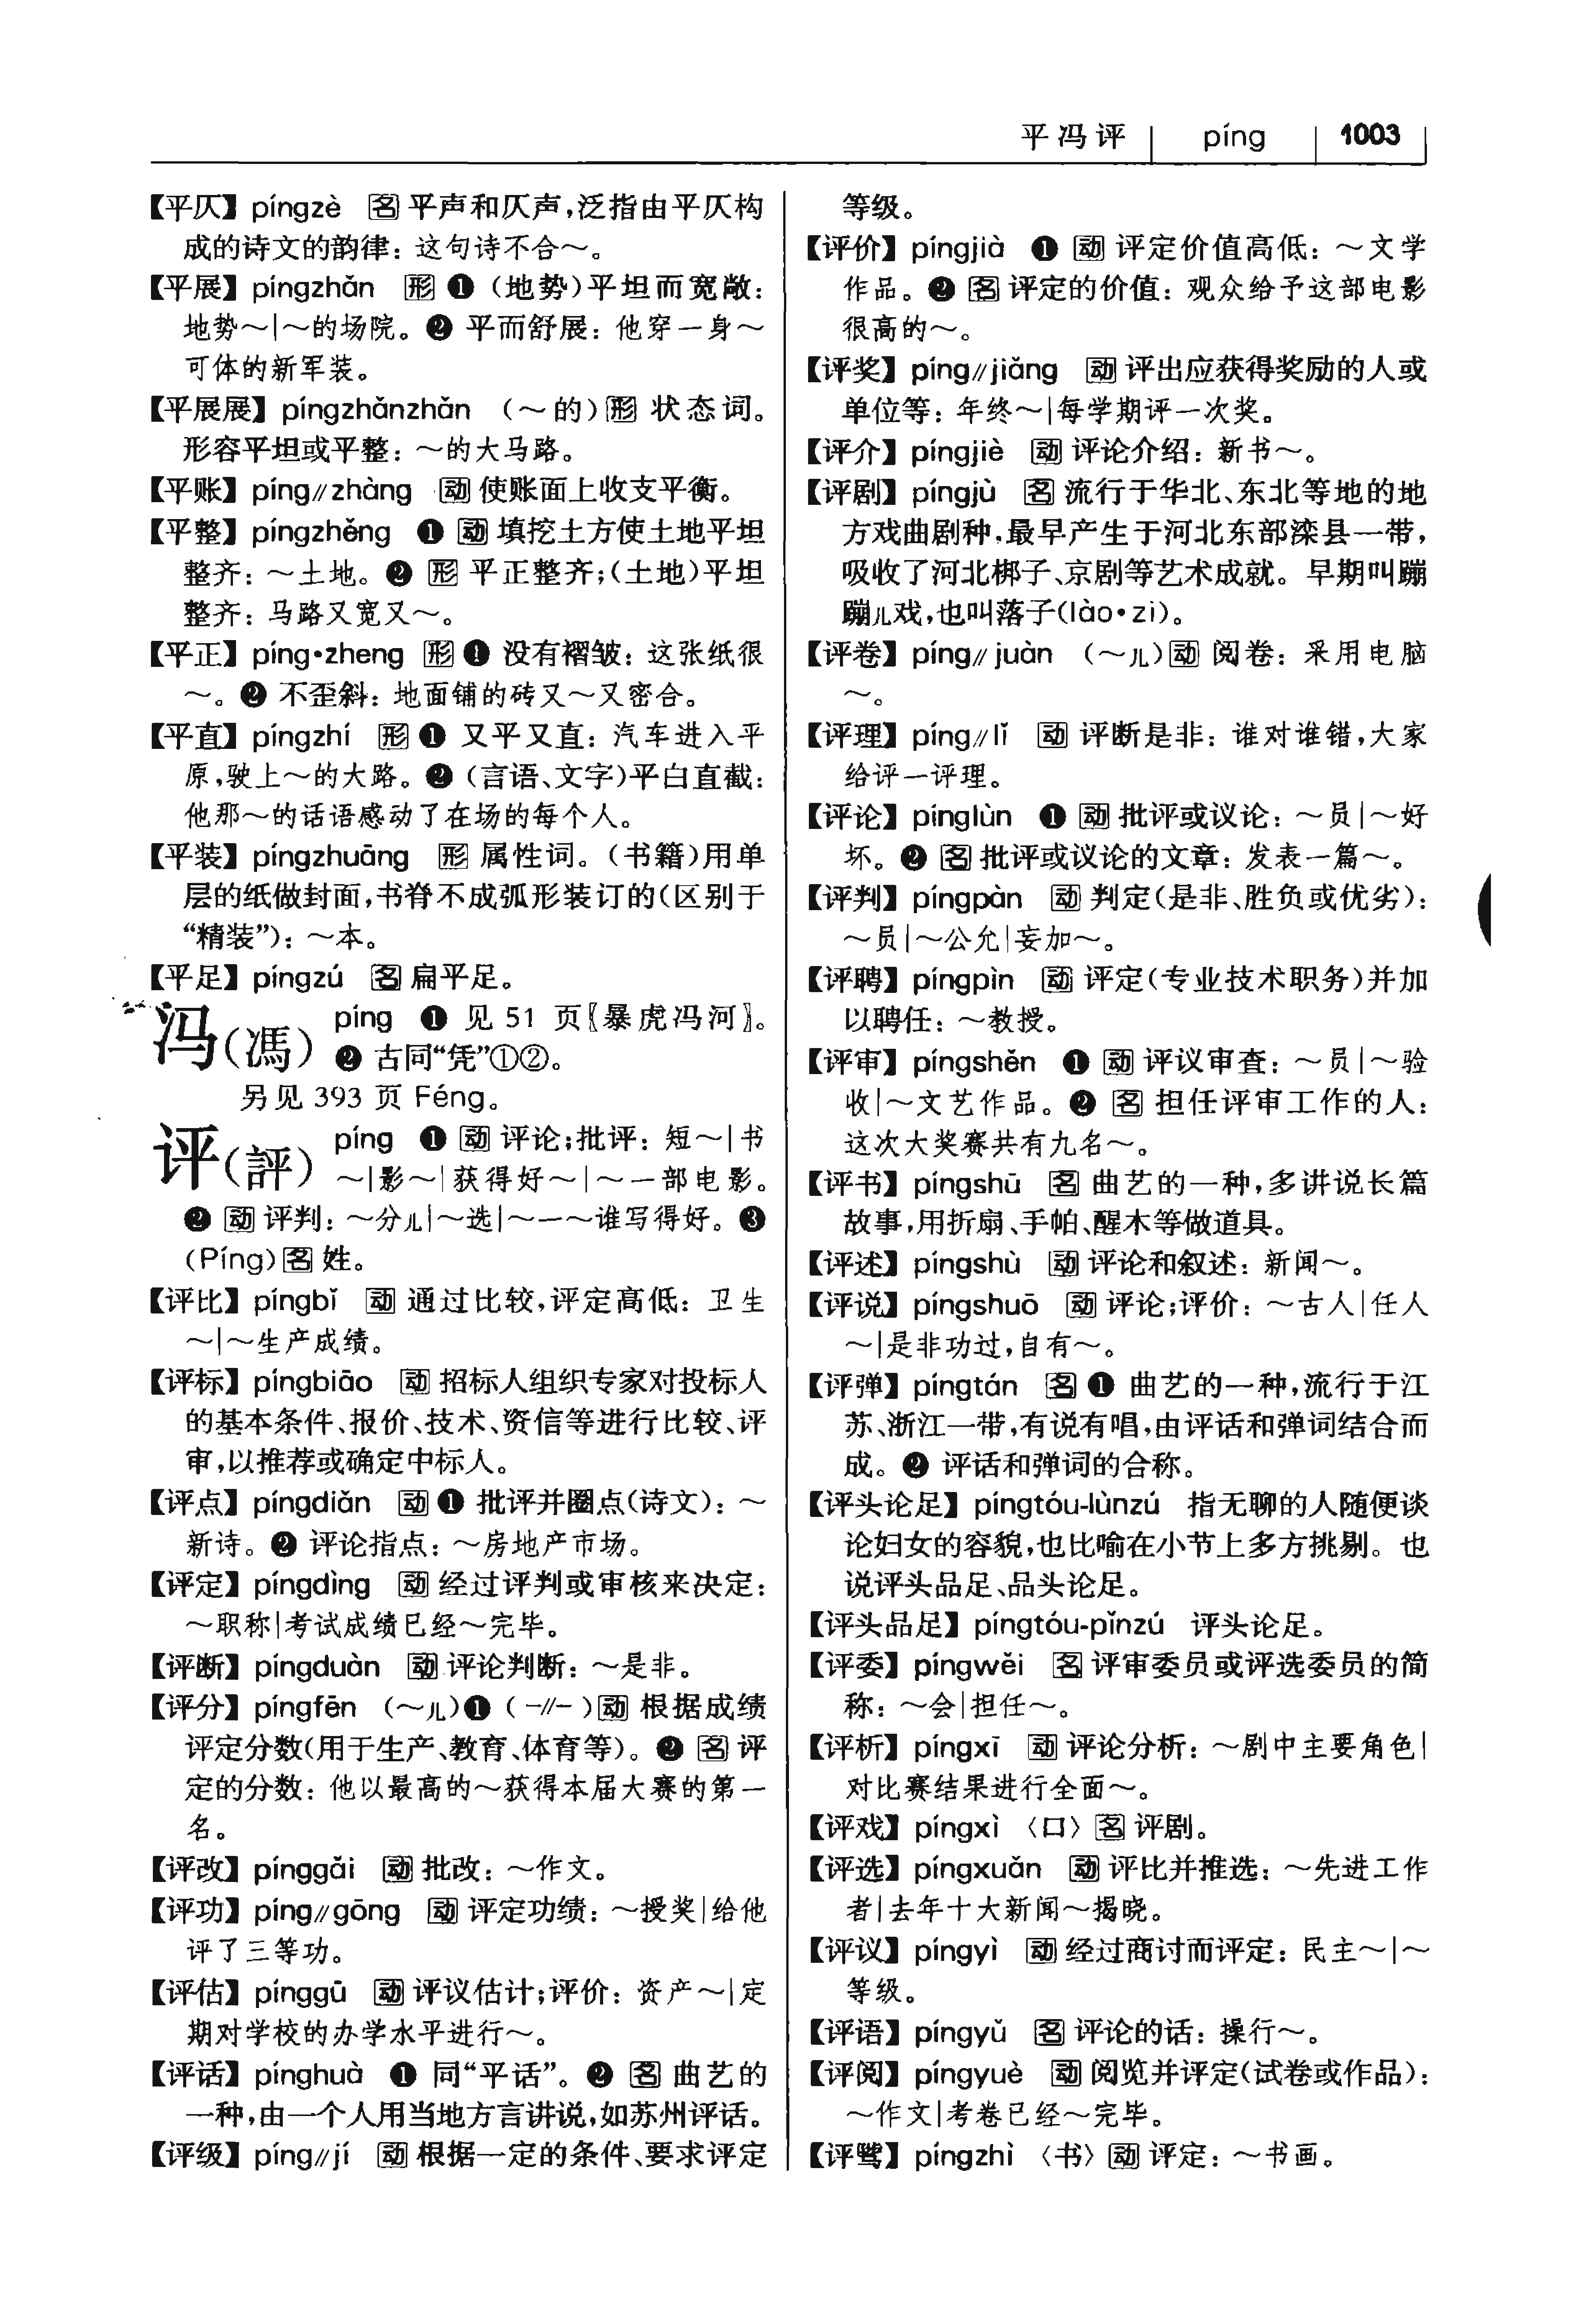 平冯评 píng 1003
【平仄】 píngzè 名 平声和仄声,泛指由平仄构
成的诗文的韵律: 这句诗不合～。
【平展】 píngzhǎn 形 ❶ (地势)平坦而宽敞:
地势～|～的场院。❷ 平而舒展: 他穿一身～
可体的新军装。
【平展展】 píngzhǎnzhǎn (～的)形 状态词。
形容平坦或平整: ～的大马路。
【平账】 píng∥zhàng 动 使账面上收支平衡。
【平整】 píngzhěng ❶ 动 填挖土方使土地平坦
整齐: ～土地。❷ 形 平正整齐;(土地)平坦
整齐: 马路又宽又～。
【平正】 píng•zheng 形 ❶ 没有褶皱: 这张纸很
～。❷ 不歪斜: 地面铺的砖又～又密合。
【平直】 píngzhí 形 ❶ 又平又直: 汽车进入平
原,驶上～的大路。❷ (言语、文字)平白直截:
他那～的话语感动了在场的每个人。
【平装】 píngzhuāng 形 属性词。(书籍)用单
层的纸做封面,书脊不成弧形装订的(区别于
“精装”): ～本。
【平足】 píngzú 名 扁平足。
冯(馮) píng ❶ 见 51 页〖暴虎冯河〗。
❷ 古同“凭”①②。
另见 393 页 Féng。
评(評) píng ❶ 动 评论;批评: 短～|书
～|影～|获得好～|～一部电影。
❷ 动 评判: ～分儿|～选|～一～谁写得好。❸
(Píng)名 姓。
【评比】 píngbǐ 动 通过比较,评定高低: 卫生
～|～生产成绩。
【评标】 píngbiāo 动 招标人组织专家对投标人
的基本条件、报价、技术、资信等进行比较、评
审,以推荐或确定中标人。
【评点】 píngdiǎn 动 ❶ 批评并圈点(诗文): ～
新诗。❷ 评论指点: ～房地产市场。
【评定】 píngdìng 动 经过评判或审核来决定:
～职称|考试成绩已经～完毕。
【评断】 píngduàn 动 评论判断: ～是非。
【评分】 píngfēn (～儿)❶ (-∥-)动 根据成绩
评定分数(用于生产、教育、体育等)。❷ 名 评
定的分数: 他以最高的～获得本届大赛的第一
名。
【评改】 pínggǎi 动 批改: ～作文。
【评功】 píng∥gōng 动 评定功绩: ～授奖|给他
评了三等功。
【评估】 pínggū 动 评议估计;评价: 资产～|定
期对学校的办学水平进行～。
【评话】 pínghuà ❶ 同“平话”。❷ 名 曲艺的
一种,由一个人用当地方言讲说,如苏州评话。
【评级】 píng∥jí 动 根据一定的条件、要求评定
等级。
【评价】 píngjià ❶ 动 评定价值高低: ～文学
作品。❷ 名 评定的价值: 观众给予这部电影
很高的～。
【评奖】 píng∥jiǎng 动 评出应获得奖励的人或
单位等: 年终～|每学期评一次奖。
【评介】 píngjiè 动 评论介绍: 新书～。
【评剧】 píngjù 名 流行于华北、东北等地的地
方戏曲剧种,最早产生于河北东部滦县一带,
吸收了河北梆子、京剧等艺术成就。早期叫蹦
蹦儿戏,也叫落子(lào•zi)。
【评卷】 píng∥juàn (～儿)动 阅卷: 采用电脑
～。
【评理】 píng∥lǐ 动 评断是非: 谁对谁错,大家
给评一评理。
【评论】 pínglùn ❶ 动 批评或议论: ～员|～好
坏。❷ 名 批评或议论的文章: 发表一篇～。
【评判】 píngpàn 动 判定(是非、胜负或优劣):
～员|～公允|妄加～。
【评聘】 píngpìn 动 评定(专业技术职务)并加
以聘任: ～教授。
【评审】 píngshěn ❶ 动 评议审查: ～员|～验
收|～文艺作品。❷ 名 担任评审工作的人:
这次大奖赛共有九名～。
【评书】 píngshū 名 曲艺的一种,多讲说长篇
故事,用折扇、手帕、醒木等做道具。
【评述】 píngshù 动 评论和叙述: 新闻～。
【评说】 píngshuō 动 评论;评价: ～古人|任人
～|是非功过,自有～。
【评弹】 píngtán 名 ❶ 曲艺的一种,流行于江
苏、浙江一带,有说有唱,由评话和弹词结合而
成。❷ 评话和弹词的合称。
【评头论足】 píngtóu-lùnzú 指无聊的人随便谈
论妇女的容貌,也比喻在小节上多方挑剔。也
说评头品足、品头论足。
【评头品足】 píngtóu-pǐnzú 评头论足。
【评委】 píngwěi 名 评审委员或评选委员的简
称: ～会|担任～。
【评析】 píngxī 动 评论分析: ～剧中主要角色|
对比赛结果进行全面～。
【评戏】 píngxì 〈口〉名 评剧。
【评选】 píngxuǎn 动 评比并推选: ～先进工作
者|去年十大新闻～揭晓。
【评议】 píngyì 动 经过商讨而评定: 民主～|～
等级。
【评语】 píngyǔ 名 评论的话: 操行～。
【评阅】 píngyuè 动 阅览并评定(试卷或作品):
～作文|考卷已经～完毕。
【评骘】 píngzhì 〈书〉动 评定: ～书画。